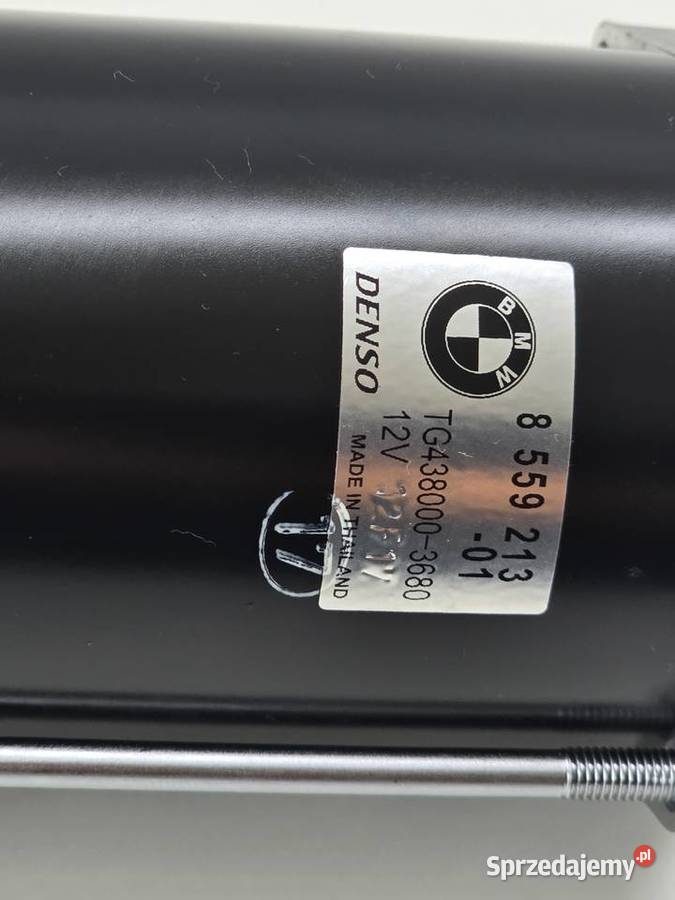 BMW
8 559 213
-01
TG438000-3680
12V
DENSO
MADE IN THAILAND
Sprzedajemy.pl